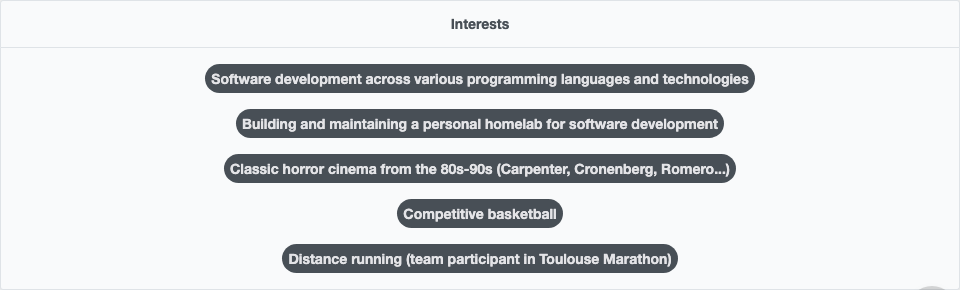 Interests
Software development across various programming languages and technologies
Building and maintaining a personal homelab for software development
Classic horror cinema from the 80s-90s (Carpenter, Cronenberg, Romero...)
Competitive basketball
Distance running (team participant in Toulouse Marathon)